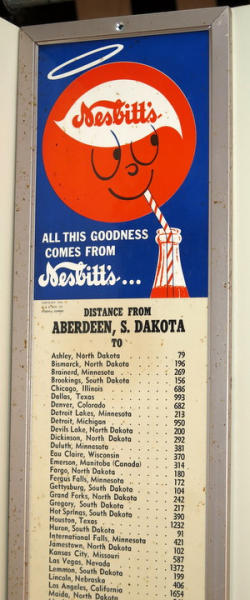 Nesbitt's
ALL THIS GOODNESS
COMES FROM
Nesbitt's...
DISTANCE FROM
ABERDEEN, S. DAKOTA
TO
Ashley, North Dakota . . . 79
Bismarck, North Dakota . . . 196
Brainerd, Minnesota . . . 269
Brookings, South Dakota . . . 156
Chicago, Illinois . . . 686
Dallas, Texas . . . 993
Denver, Colorado . . . 682
Detroit Lakes, Minnesota . . . 213
Detroit, Michigan . . . 950
Devils Lake, North Dakota . . . 200
Dickinson, North Dakota . . . 292
Duluth, Minnesota . . . 381
Eau Claire, Wisconsin . . . 370
Emerson, Manitoba (Canada) . . . 314
Fargo, North Dakota . . . 180
Fergus Falls, Minnesota . . . 172
Gettysburg, South Dakota . . . 104
Grand Forks, North Dakota . . . 242
Gregory, South Dakota . . . 217
Hot Springs, South Dakota . . . 390
Houston, Texas . . . 1232
Huron, South Dakota . . . 91
International Falls, Minnesota . . . 421
Jamestown, North Dakota . . . 102
Kansas City, Missouri . . . 587
Las Vegas, Nevada . . . 1372
Lemmon, South Dakota . . . 199
Lincoln, Nebraska . . . 406
Los Angeles, California . . . 1654